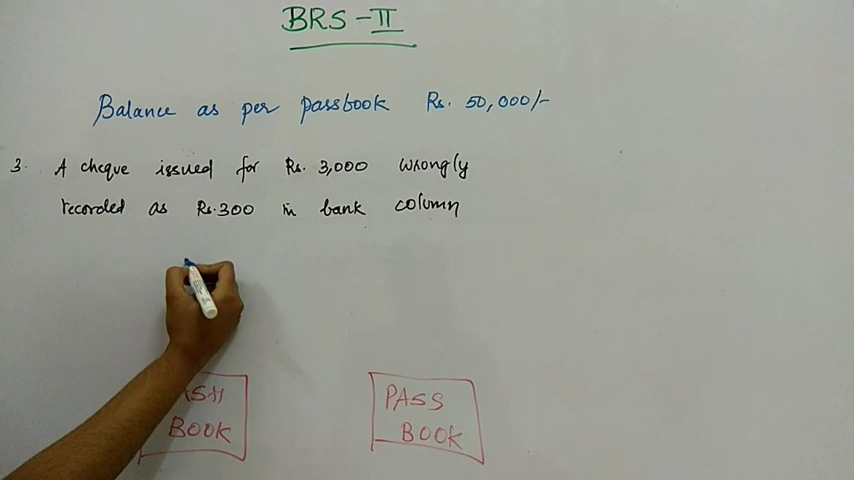 BRS - II
Balance as per passbook Rs. 50,000/-
3. A cheque issued for Rs. 3,000 wrongly
recorded as Rs.300 in bank column
BOOK
PASS
BOOK